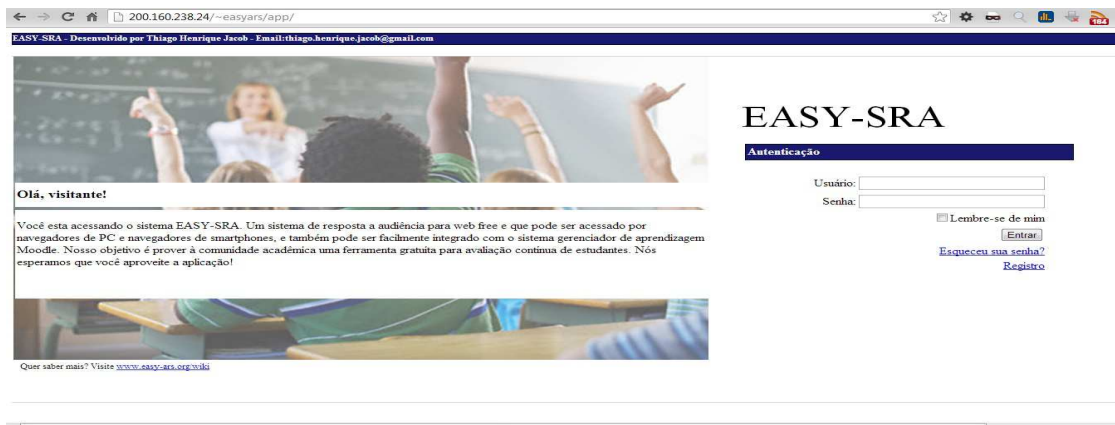 200.160.238.24/~easyars/app/
184
EASY-SRA - Desenvolvido por Thiago Henrique Jacob - Email:thiago.henrique.jacob@gmail.com
EASY-SRA
Autenticação
Usuário:
Senha:
Lembre-se de mim
Entrar
Esqueceu sua senha?
Registro
Olá, visitante!
Você esta acessando o sistema EASY-SRA. Um sistema de resposta a audiência para web free e que pode ser acessado por
navegadores de PC e navegadores de smartphones, e também pode ser facilmente integrado com o sistema gerenciador de aprendizagem
Moodle. Nosso objetivo é prover à comunidade acadêmica uma ferramenta gratuita para avaliação contínua de estudantes. Nós
esperamos que você aproveite a aplicação!
Quer saber mais? Visite www.easy-ars.org/wiki